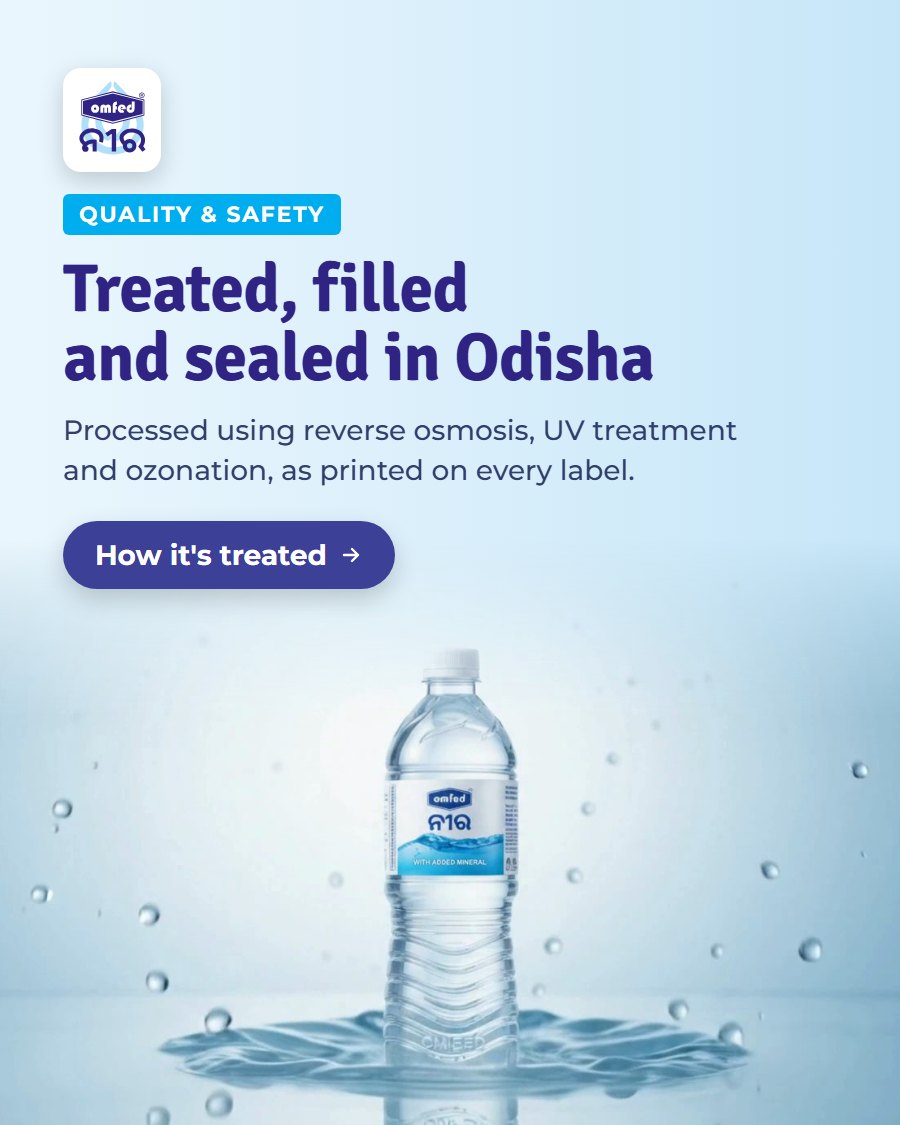 omfed®
ନୀର
QUALITY & SAFETY
Treated, filled
and sealed in Odisha
Processed using reverse osmosis, UV treatment
and ozonation, as printed on every label.
How it's treated →
omfed
ନୀର
WITH ADDED MINERAL